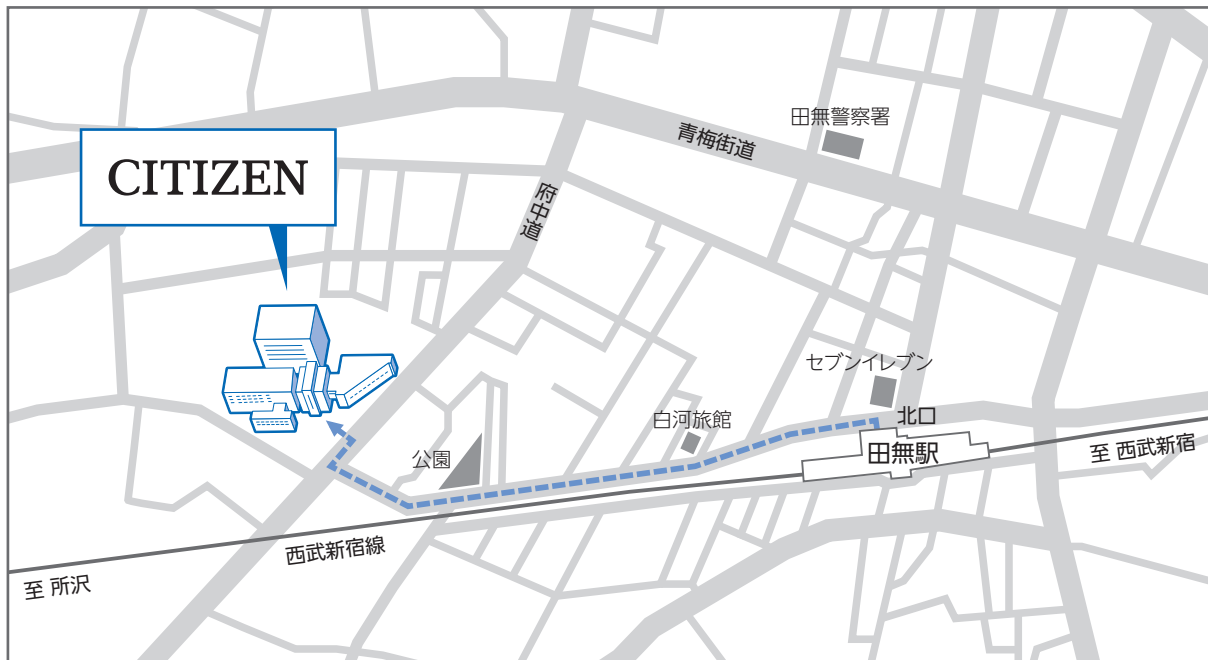 田無警察署
青梅街道
CITIZEN
府中道
セブンイレブン
白河旅館
北口
公園
田無駅
至 西武新宿
西武新宿線
至 所沢